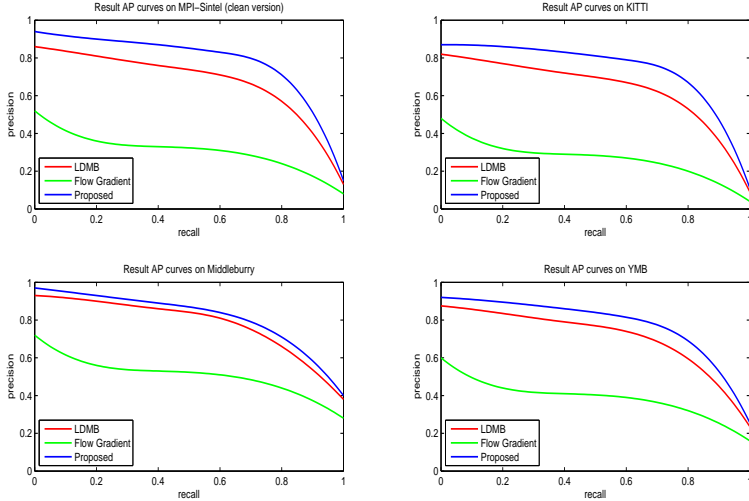 Result AP curves on MPI−Sintel (clean version)
1
0.8
0.6
0.4
0.2
0
precision
LDMB
Flow Gradient
Proposed
0 0.2 0.4 0.6 0.8 1
recall
Result AP curves on KITTI
1
0.8
0.6
0.4
0.2
0
precision
LDMB
Flow Gradient
Proposed
0 0.2 0.4 0.6 0.8 1
recall
Result AP curves on Middleburry
1
0.8
0.6
0.4
0.2
0
precision
LDMB
Flow Gradient
Proposed
0 0.2 0.4 0.6 0.8 1
recall
Result AP curves on YMB
1
0.8
0.6
0.4
0.2
0
precision
LDMB
Flow Gradient
Proposed
0 0.2 0.4 0.6 0.8 1
recall